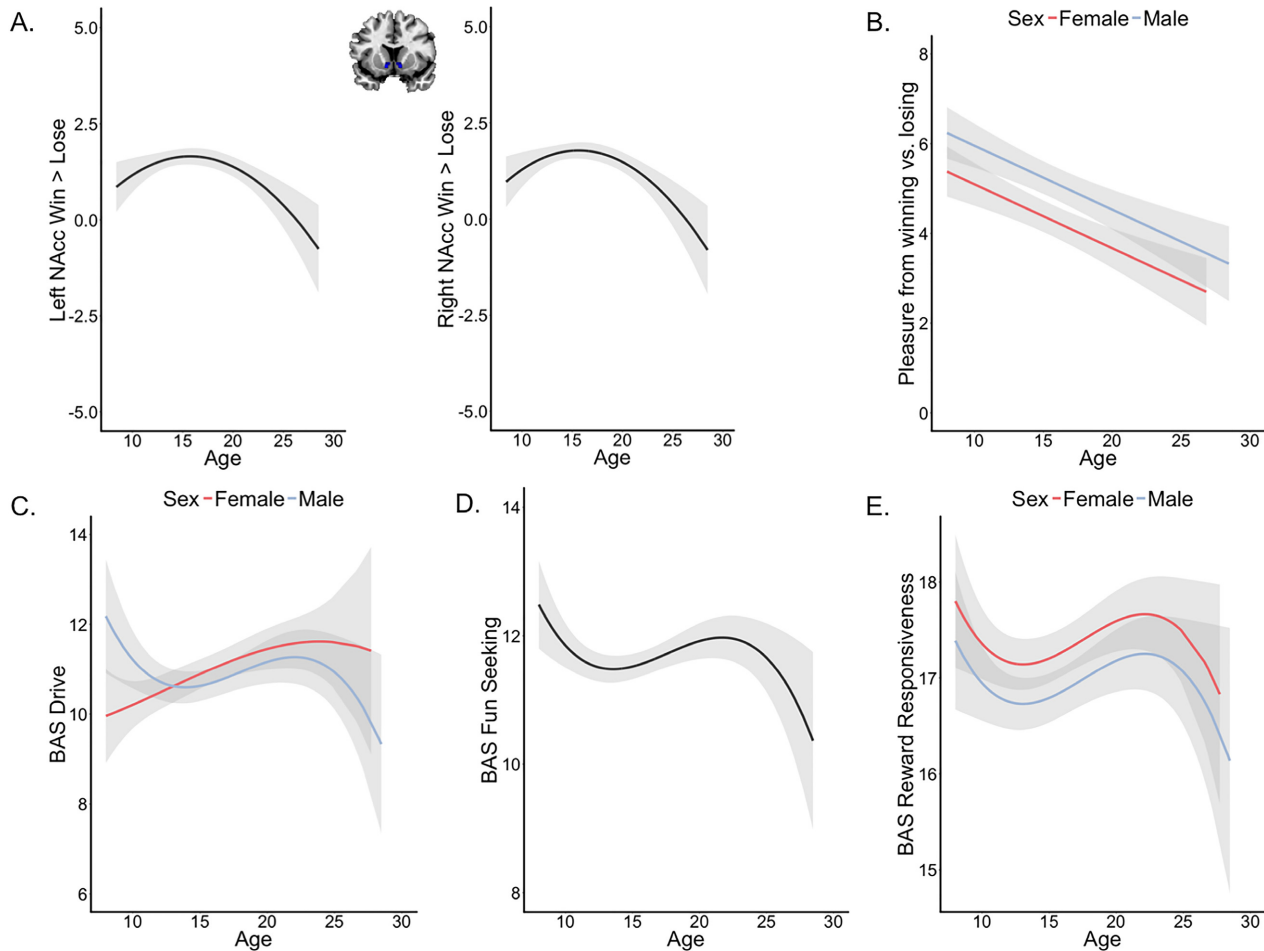 A.
Left NAcc Win > Lose
5.0
2.5
0.0
-2.5
-5.0
10 15 20 25 30
Age
Right NAcc Win > Lose
5.0
2.5
0.0
-2.5
-5.0
10 15 20 25 30
Age
B.
Sex Female Male
Pleasure from winning vs. losing
8
6
4
2
0
10 15 20 25 30
Age
C.
Sex Female Male
BAS Drive
14
12
10
8
6
10 15 20 25 30
Age
D.
BAS Fun Seeking
14
12
10
8
10 15 20 25 30
Age
E.
Sex Female Male
BAS Reward Responsiveness
18
17
16
15
10 15 20 25 30
Age